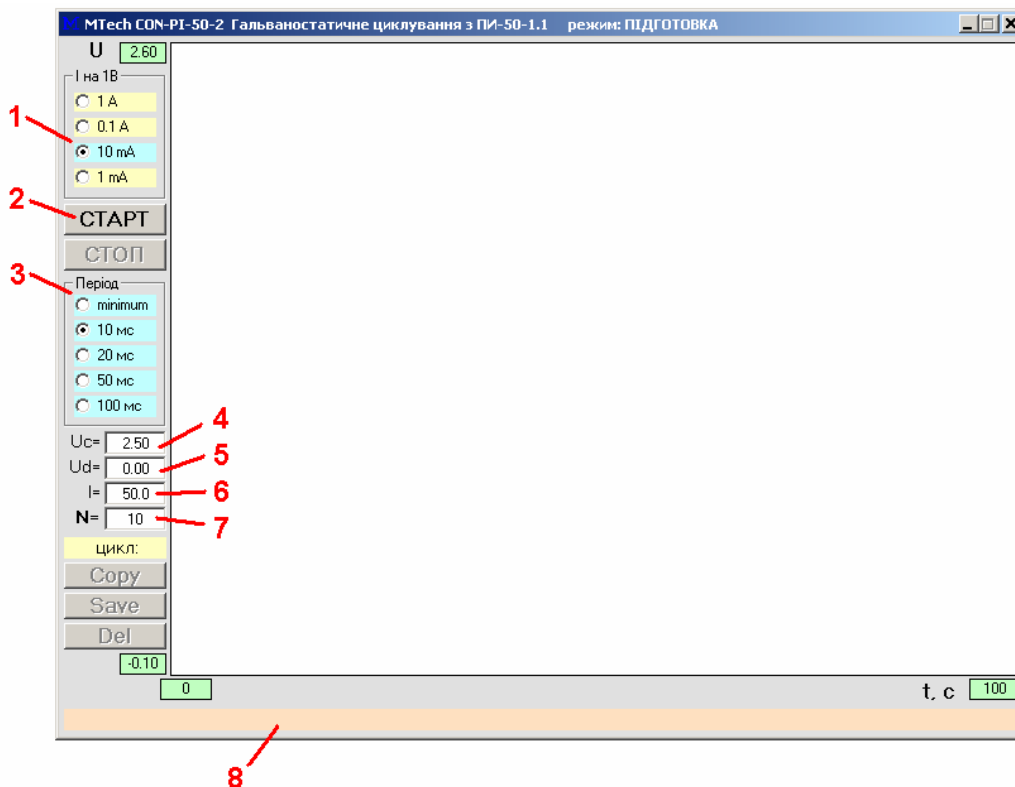 M MTech CON-PI-50-2 Гальваностатичне циклування з ПИ-50-1.1 режим: ПІДГОТОВКА
U 2.60
I на 1В
1 A
1
0.1 A
10 mA
1 mA
2
СТАРТ
СТОП
3
Період
minimum
10 мс
20 мс
50 мс
100 мс
4
Uc= 2.50
5
Ud= 0.00
I= 50.0 6
N= 10 7
цикл:
Copy
Save
Del
-0.10
0 t, c 100
8